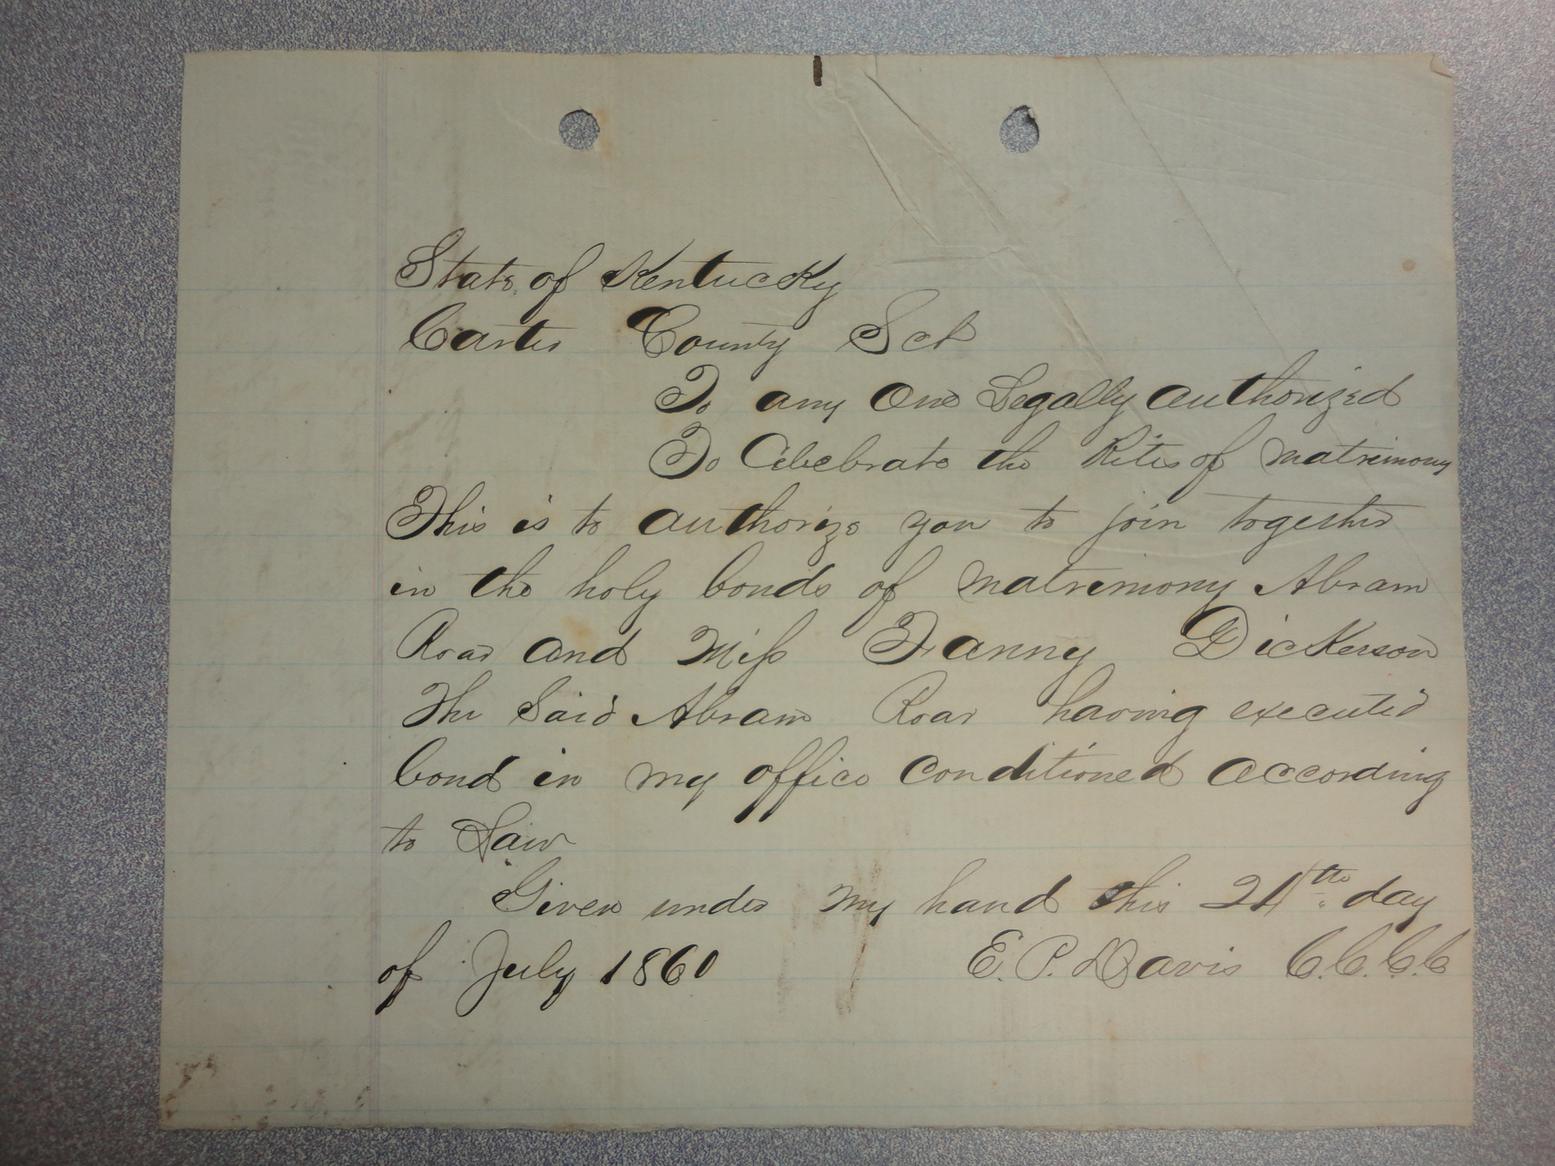 State of Kentucky
Carter County Sct
To any One Legally authorized
To Celebrate the Rites of matrimony
This is to authorize you to join together
in the holy bonds of matrimony Abram
Roar and Miss Fanny Dickerson
The Said Abram Roar having executed
bond in my office conditioned according
to Law
Given under my hand this 24th day
of July 1860 E. P. Davis C.C.C.C